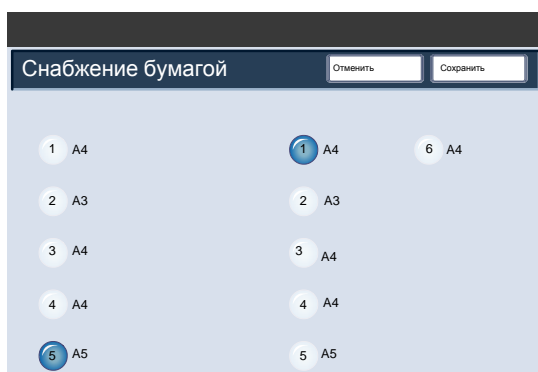 Снабжение бумагой Отменить Сохранить
1 A4 1 A4 6 A4
2 A3 2 A3
3 A4 3 A4
4 A4 4 A4
5 A5 5 A5